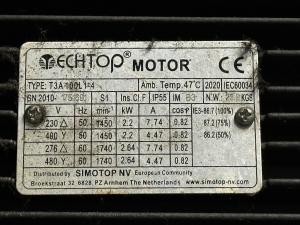 TECHTOP MOTOR CE
TYPE: T3A 100L1-4 Amb. Temp. 47°C 2020 IEC60034
SN 2010- S1 Ins. Cl. F IP55 IM B3 N.W. KGS
V Hz min-1 kW A cosφ IE3-86.7 (100%)
230 △ 50 1450 2.2 7.74 0.82 87.2 (75%)
400 Y 50 1450 2.2 4.47 0.82 86.2 (50%)
276 △ 60 1740 2.64 7.74 0.82
480 Y 60 1740 2.64 4.47 0.82
Distributed by SIMOTOP NV European Community
Broekstraat 32 6828, PZ Arnhem The Netherlands www.simotop-nv.com